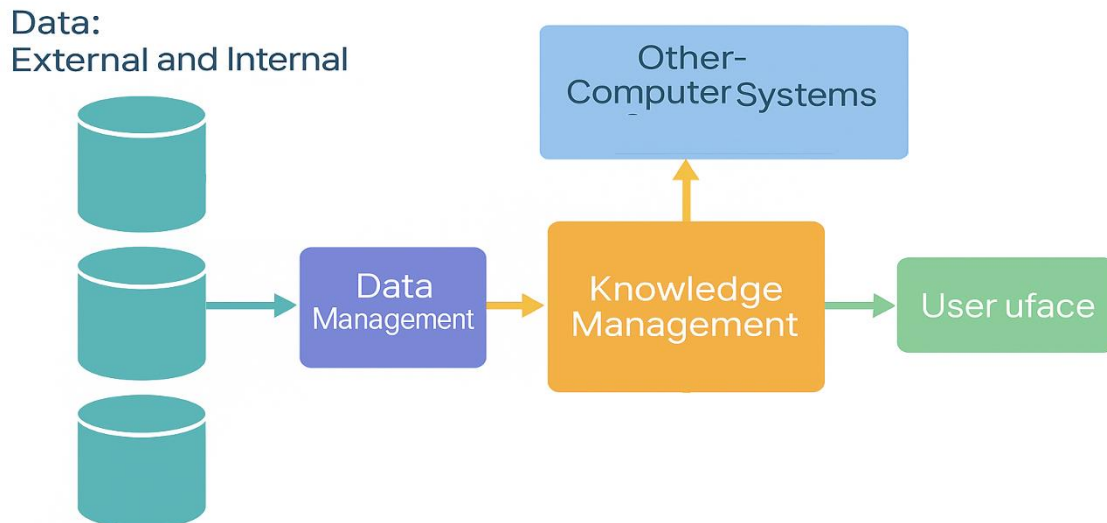 Data:
External and Internal
Other-
Computer Systems
Data
Management
Knowledge
Management
User uface